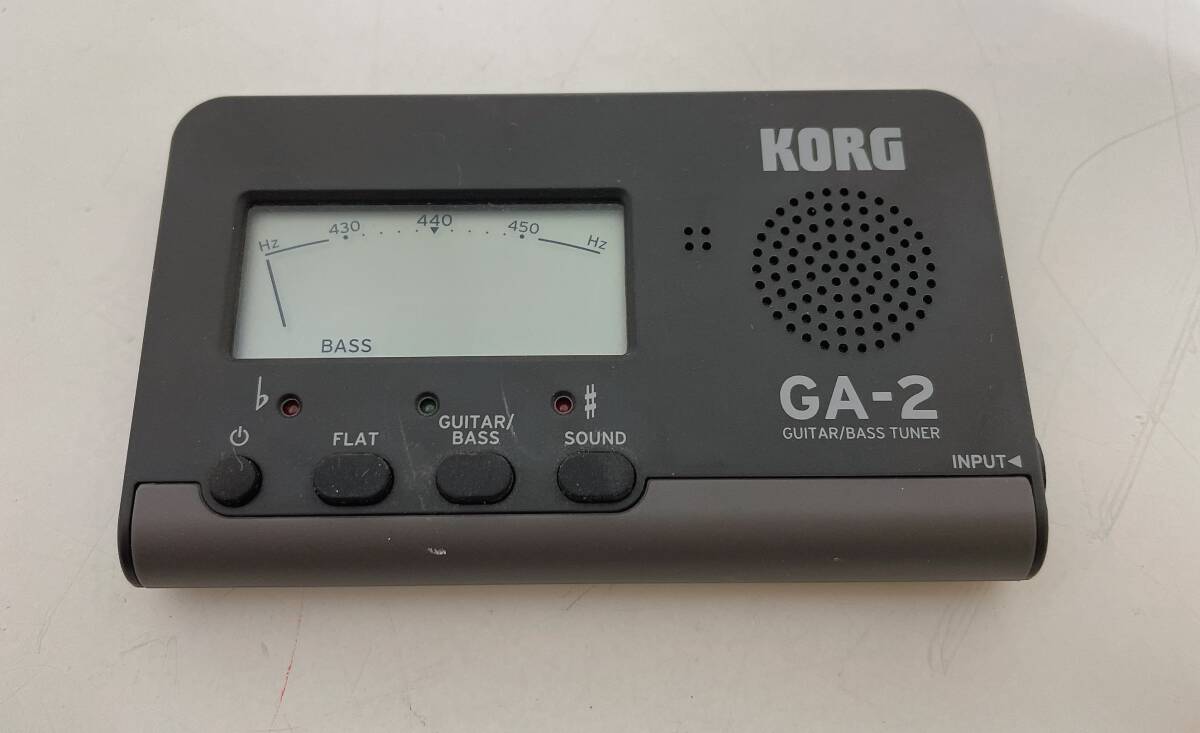 KORG
430 440 450
Hz Hz
BASS
GA-2
GUITAR/BASS TUNER
♭ ♯
FLAT
GUITAR/
BASS
SOUND
INPUT◀